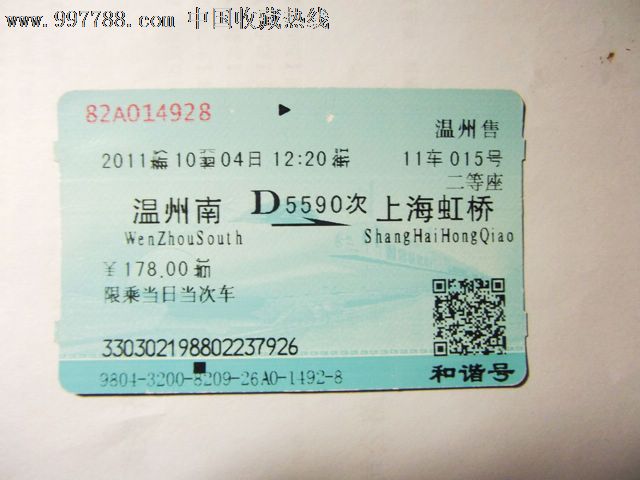 www.997788.com 中国收藏热线
82A014928
温州售
2011年10月04日 12:20开
11车 015号
二等座
温州南 D5590次 上海虹桥
WenZhouSouth ShangHaiHongQiao
￥178.00元
限乘当日当次车
330302198802237926
9804-3200-8209-26A0-1492-8
和谐号